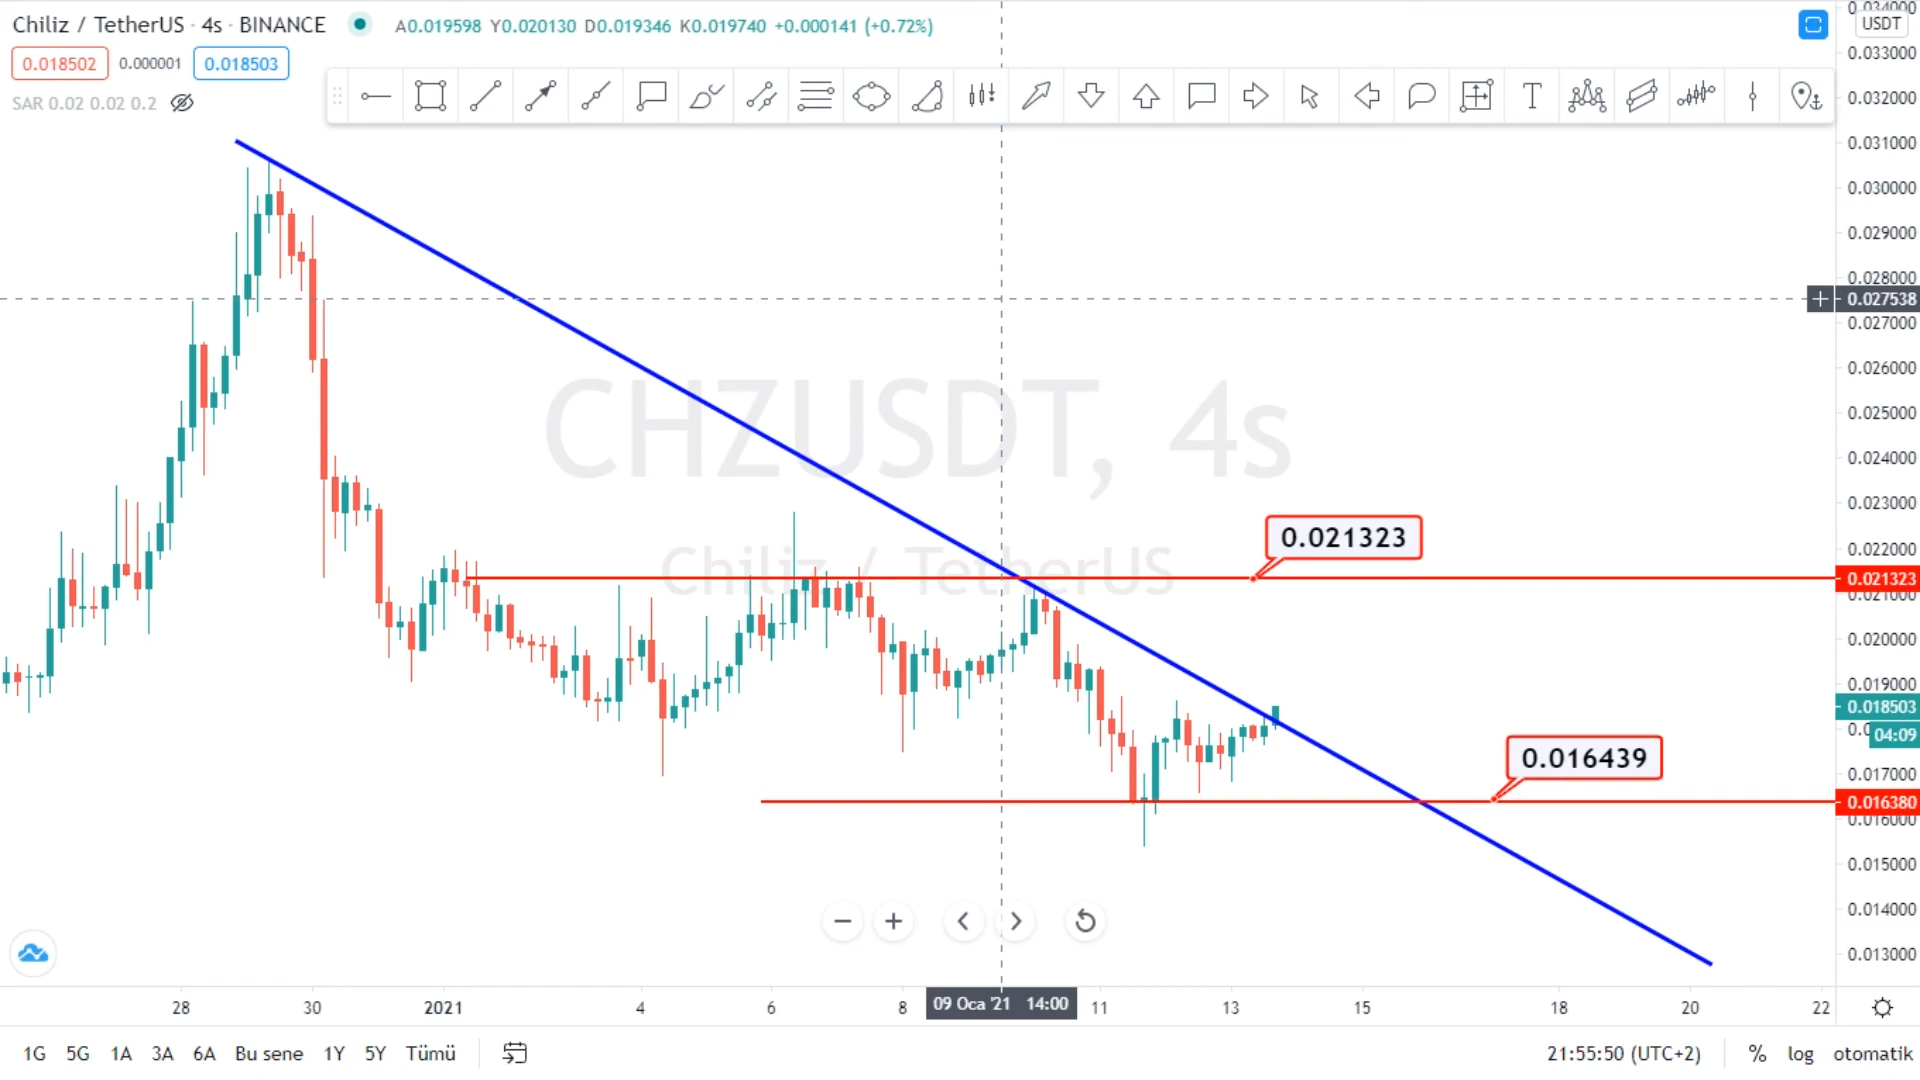 Chiliz / TetherUS · 4s · BINANCE
A0.019598 Y0.020130 D0.019346 K0.019740 +0.000141 (+0.72%)
0.018502 0.000001 0.018503
SAR 0.02 0.02 0.2
T
USDT
0.034000
0.033000
0.032000
0.031000
0.030000
0.029000
0.028000
0.027538
0.027000
0.026000
0.025000
0.024000
0.023000
0.022000
0.021323
0.021000
0.020000
0.019000
0.018503
04:09
0.017000
0.016380
0.016000
0.015000
0.014000
0.013000
CHZUSDT, 4s
Chiliz / TetherUS
0.021323
0.016439
28 30 2021 4 6 8 09 Oca '21 14:00 11 13 15 18 20 22
1G 5G 1A 3A 6A Bu sene 1Y 5Y Tümü 21:55:50 (UTC+2) % log otomatik